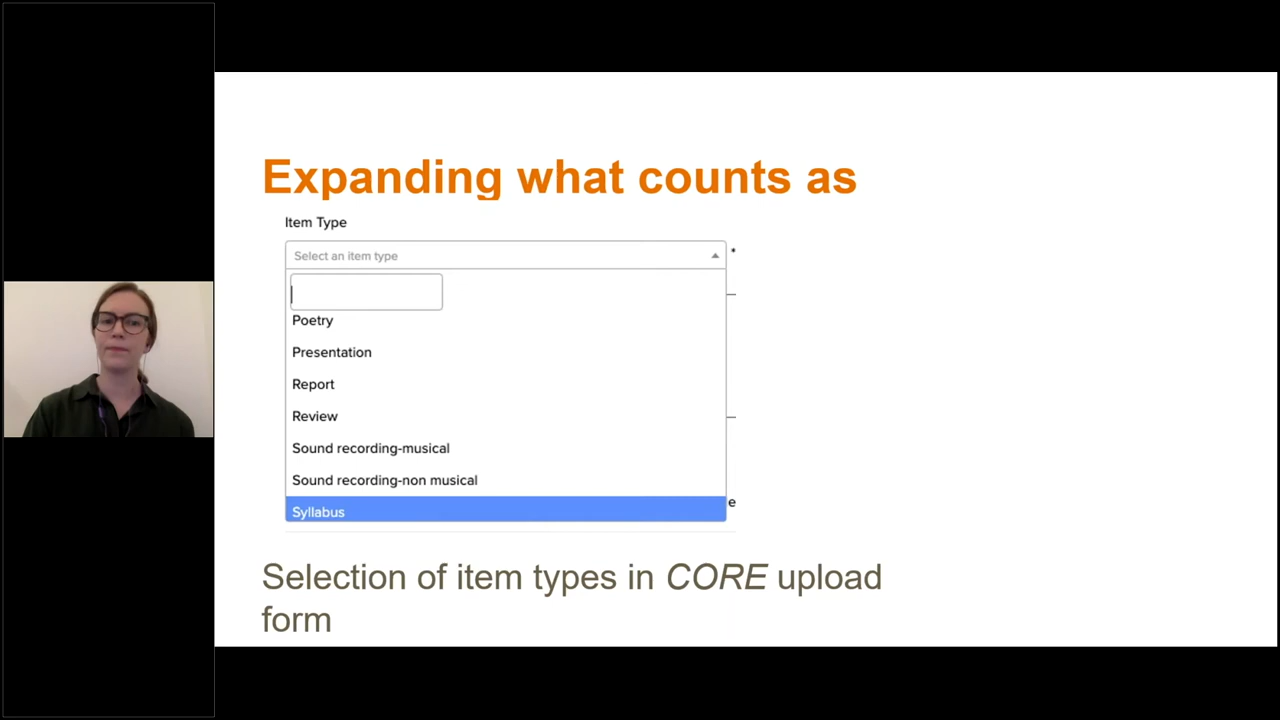 Expanding what counts as
Item Type
Select an item type
*
Poetry
Presentation
Report
Review
Sound recording-musical
Sound recording-non musical
e
Syllabus
Selection of item types in CORE upload
form